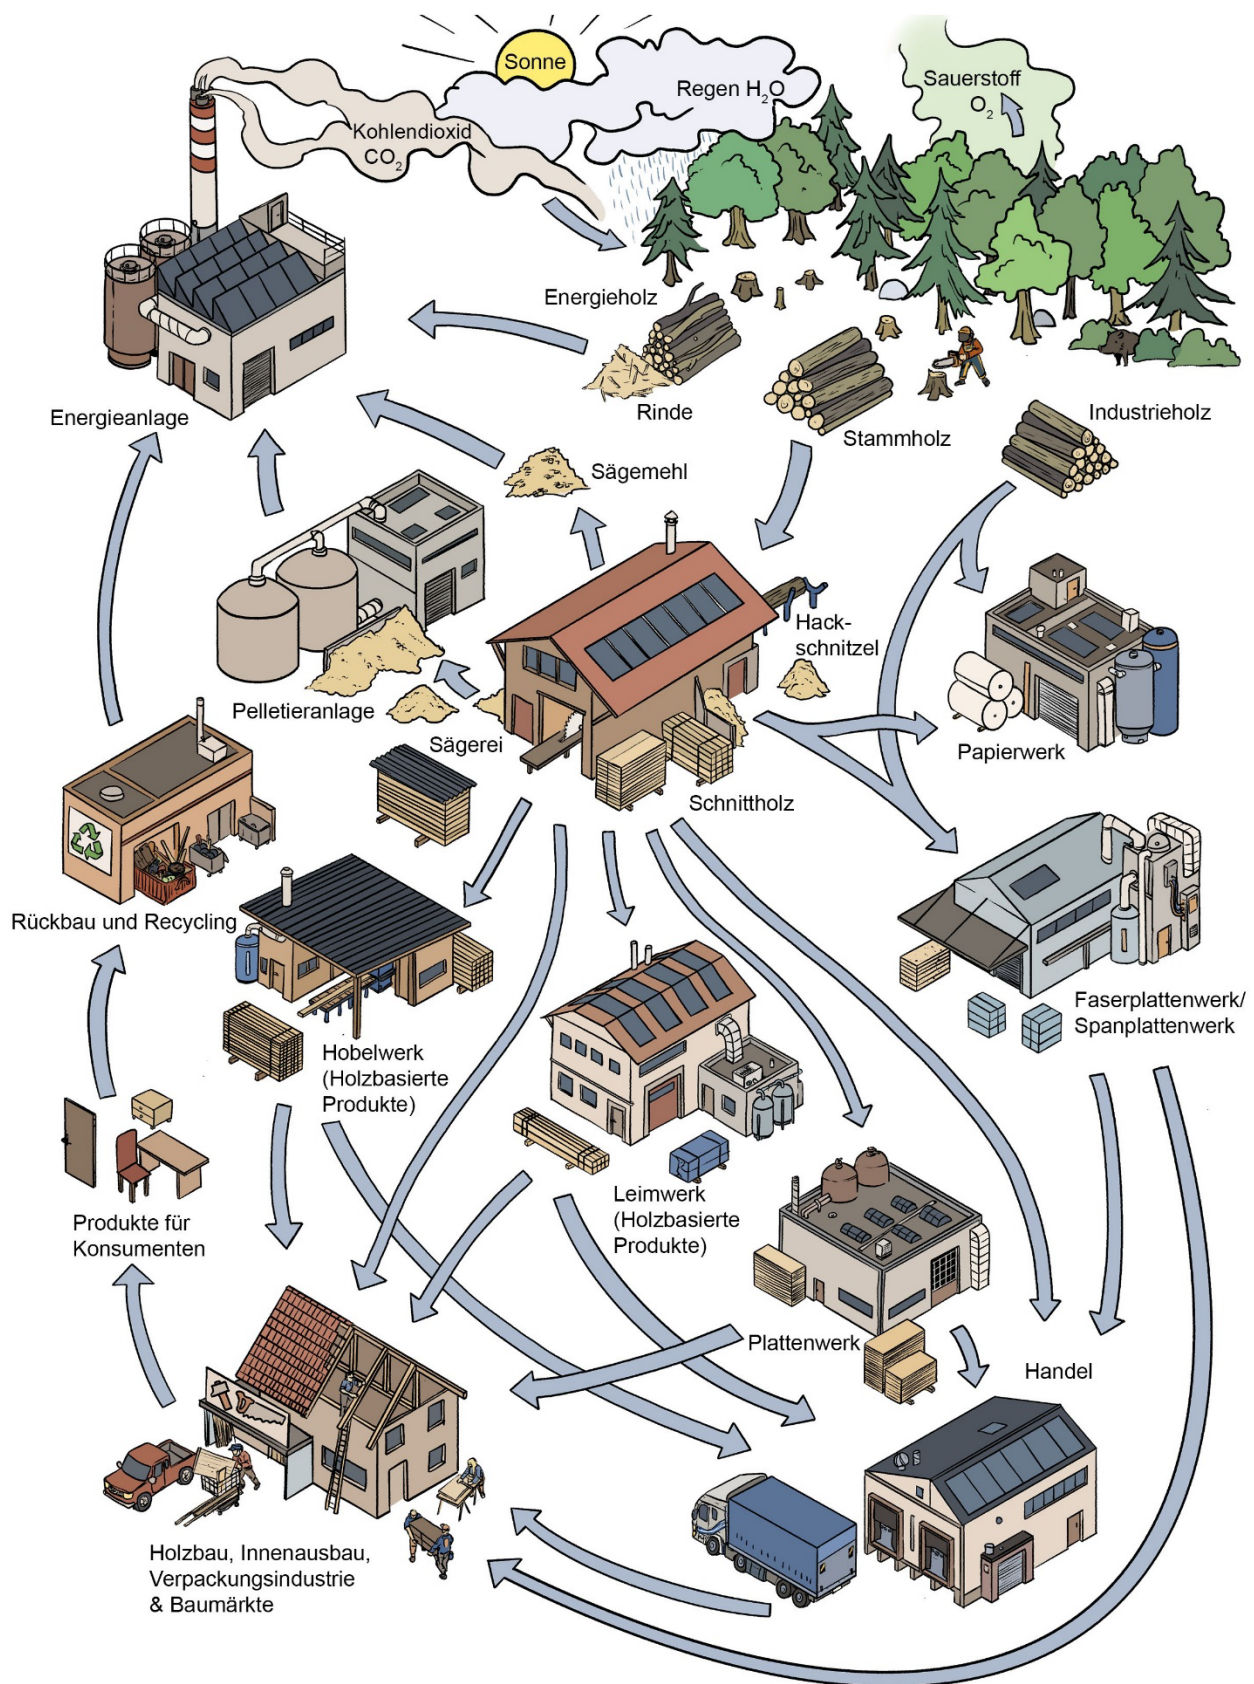 Sonne
Regen H₂O
Sauerstoff
O₂
Kohlendioxid
CO₂
Energieholz
Rinde
Stammholz
Industrieholz
Energieanlage
Sägemehl
Hack-
schnitzel
Pelletieranlage
Sägerei
Papierwerk
Schnittholz
Rückbau und Recycling
Faserplattenwerk/
Spanplattenwerk
Hobelwerk
(Holzbasierte
Produkte)
Leimwerk
(Holzbasierte
Produkte)
Produkte für
Konsumenten
Plattenwerk
Handel
Holzbau, Innenausbau,
Verpackungsindustrie
& Baumärkte